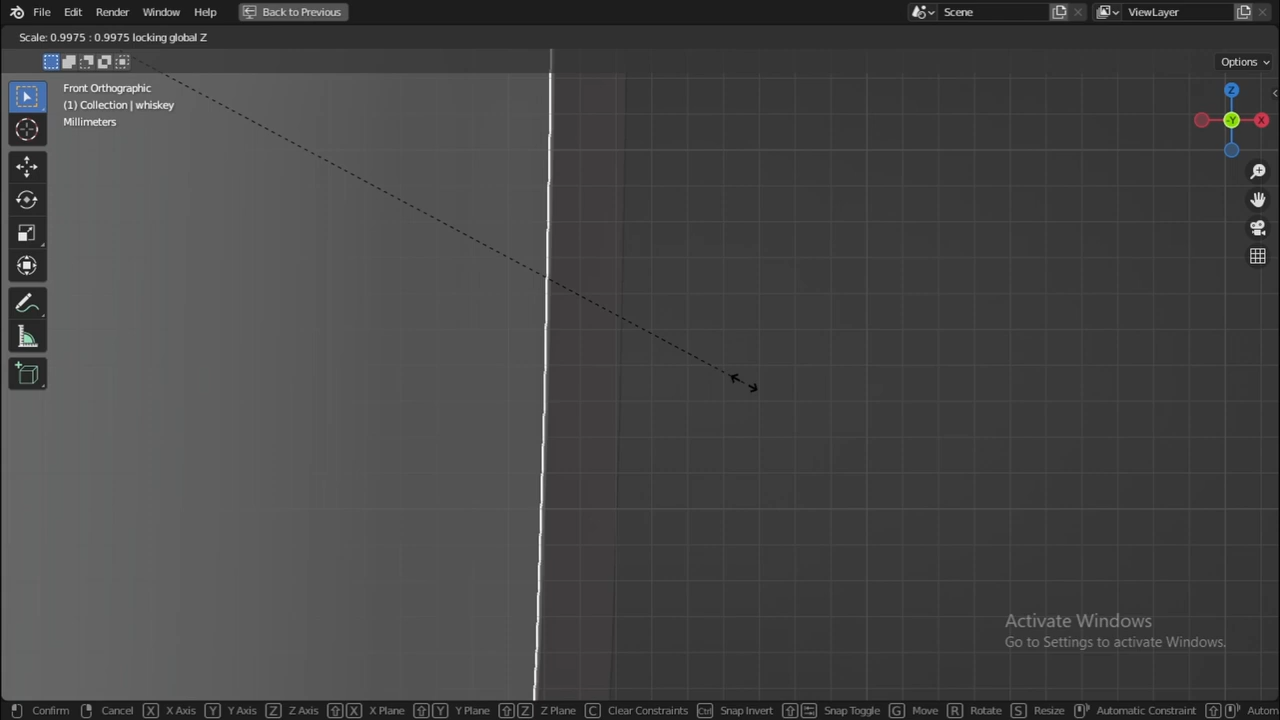 File Edit Render Window Help Back to Previous Scene ViewLayer
Scale: 0.9975 : 0.9975 locking global Z
Options
Front Orthographic
(1) Collection | whiskey
Millimeters
Z
-Y
X
Activate Windows
Go to Settings to activate Windows.
Confirm Cancel X X Axis Y Y Axis Z Z Axis X X Plane Y Y Plane Z Z Plane C Clear Constraints Ctrl Snap Invert Snap Toggle G Move R Rotate S Resize Automatic Constraint Autom